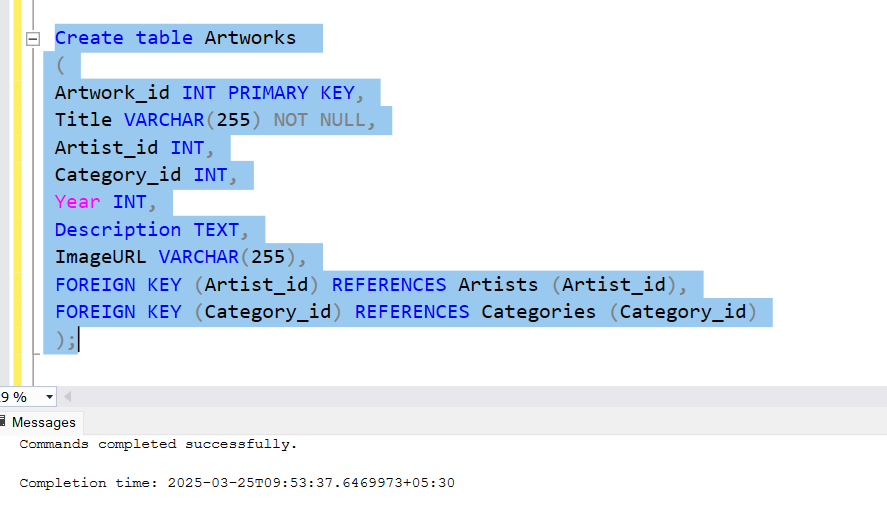 Create table Artworks
(
Artwork_id INT PRIMARY KEY,
Title VARCHAR(255) NOT NULL,
Artist_id INT,
Category_id INT,
Year INT,
Description TEXT,
ImageURL VARCHAR(255),
FOREIGN KEY (Artist_id) REFERENCES Artists (Artist_id),
FOREIGN KEY (Category_id) REFERENCES Categories (Category_id)
);
9 %
Messages
Commands completed successfully.
Completion time: 2025-03-25T09:53:37.6469973+05:30